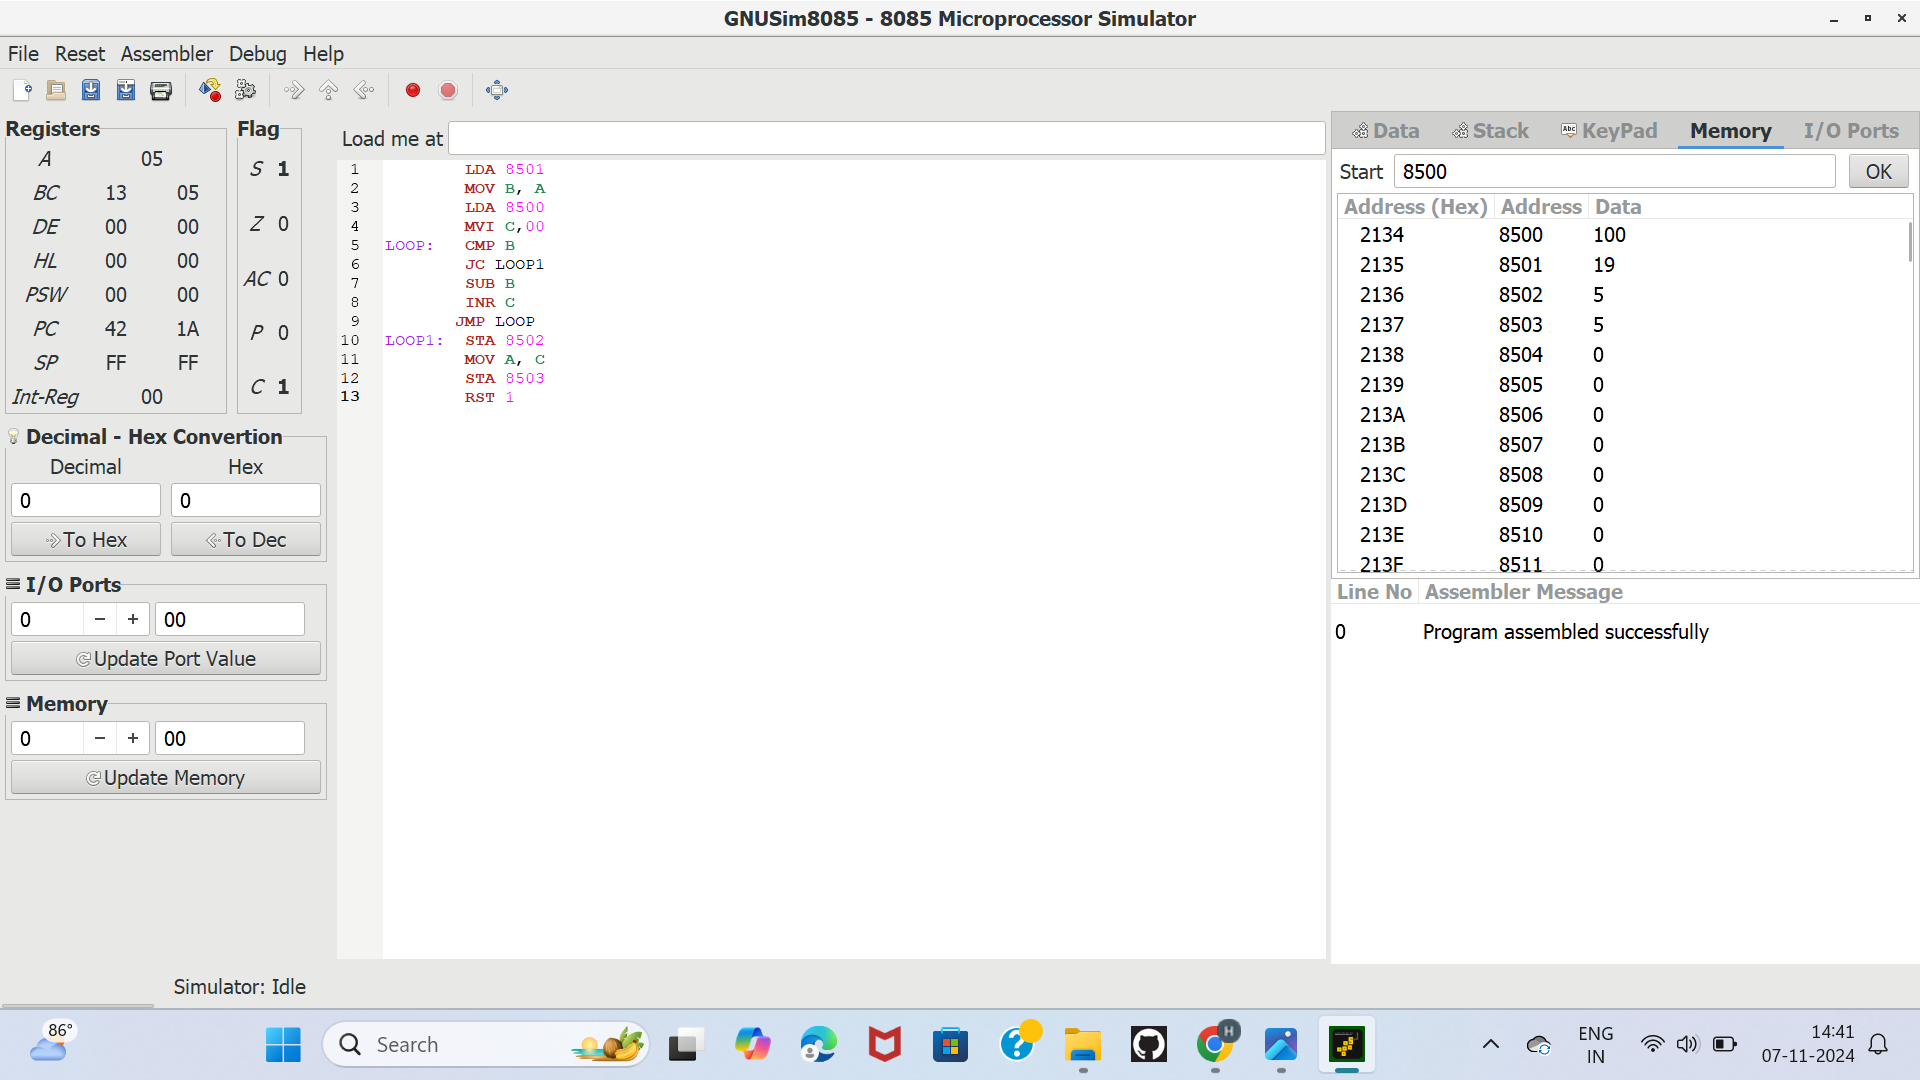 GNUSim8085 - 8085 Microprocessor Simulator
File Reset Assembler Debug Help
Registers
A 05
BC 13 05
DE 00 00
HL 00 00
PSW 00 00
PC 42 1A
SP FF FF
Int-Reg 00
Flag
S 1
Z 0
AC 0
P 0
C 1
Decimal - Hex Convertion
Decimal Hex
0 0
To Hex To Dec
I/O Ports
0 − + 00
Update Port Value
Memory
0 − + 00
Update Memory
Simulator: Idle
Load me at
1 LDA 8501
2 MOV B, A
3 LDA 8500
4 MVI C,00
5 LOOP: CMP B
6 JC LOOP1
7 SUB B
8 INR C
9 JMP LOOP
10 LOOP1: STA 8502
11 MOV A, C
12 STA 8503
13 RST 1
Data Stack Abc KeyPad Memory I/O Ports
Start 8500 OK
Address (Hex) Address Data
2134 8500 100
2135 8501 19
2136 8502 5
2137 8503 5
2138 8504 0
2139 8505 0
213A 8506 0
213B 8507 0
213C 8508 0
213D 8509 0
213E 8510 0
213F 8511 0
Line No Assembler Message
0 Program assembled successfully
86°
Search
H
ENG
IN
14:41
07-11-2024